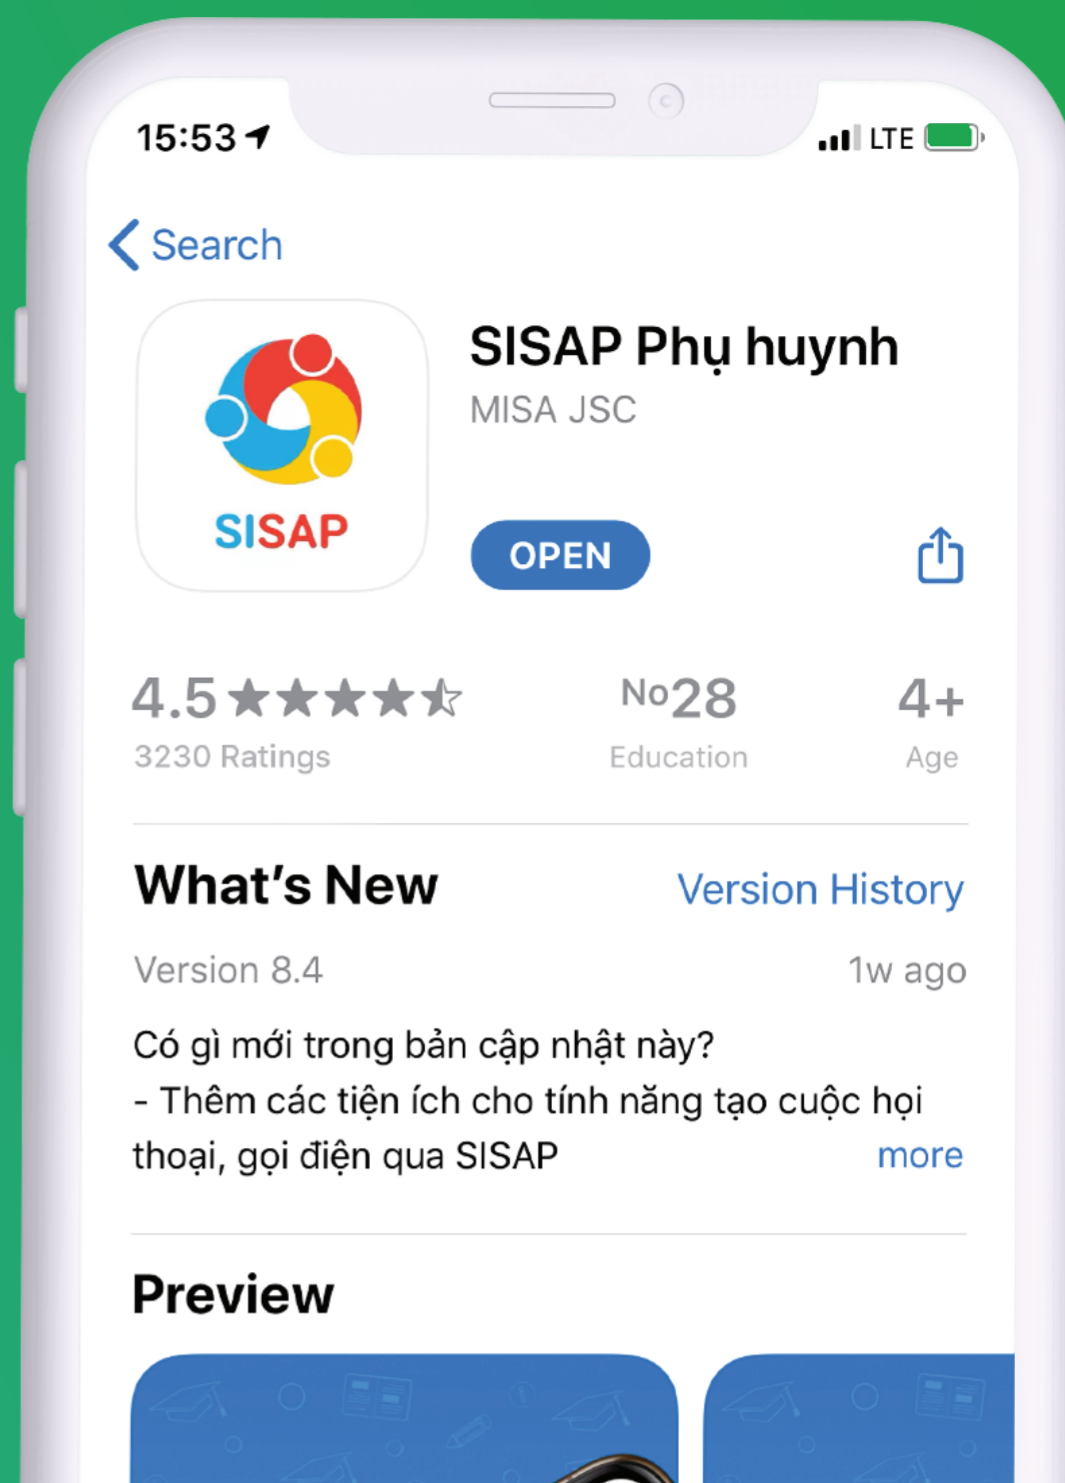 15:53 LTE
Search
SISAP
SISAP Phụ huynh
MISA JSC
OPEN
4.5
3230 Ratings
No28
Education
4+
Age
What's New Version History
Version 8.4 1w ago
Có gì mới trong bản cập nhật này?
- Thêm các tiện ích cho tính năng tạo cuộc họi
thoại, gọi điện qua SISAP more
Preview